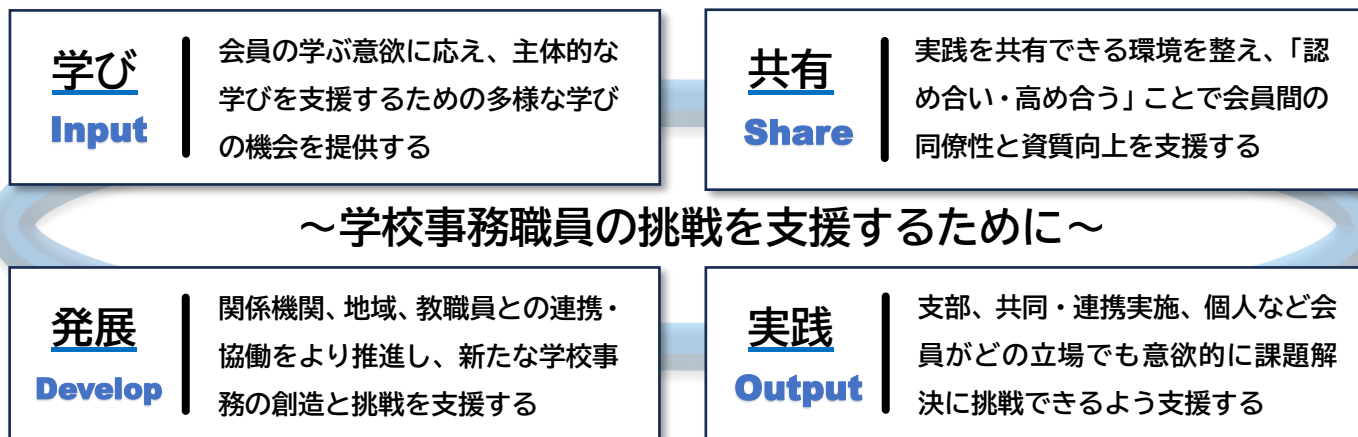 学び
Input
会員の学ぶ意欲に応え、主体的な
学びを支援するための多様な学び
の機会を提供する
共有
Share
実践を共有できる環境を整え、「認
め合い・高め合う」ことで会員間の
同僚性と資質向上を支援する
～学校事務職員の挑戦を支援するために～
発展
Develop
関係機関、地域、教職員との連携・
協働をより推進し、新たな学校事
務の創造と挑戦を支援する
実践
Output
支部、共同・連携実施、個人など会
員がどの立場でも意欲的に課題解
決に挑戦できるよう支援する